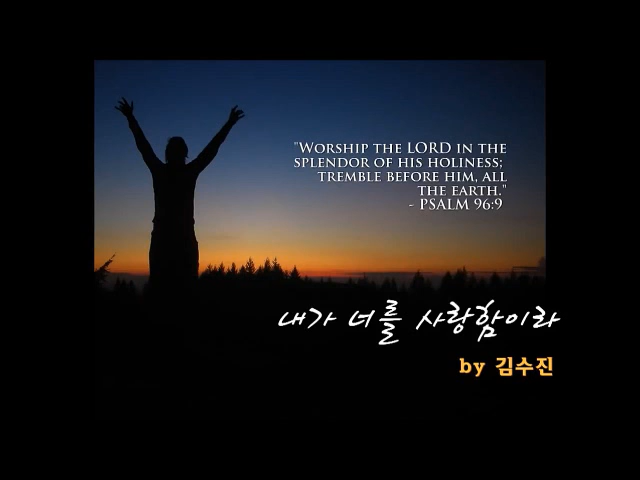 "WORSHIP THE LORD IN THE
SPLENDOR OF HIS HOLINESS;
TREMBLE BEFORE HIM, ALL
THE EARTH."
- PSALM 96:9
내가 너를 사랑함이라
by 김수진